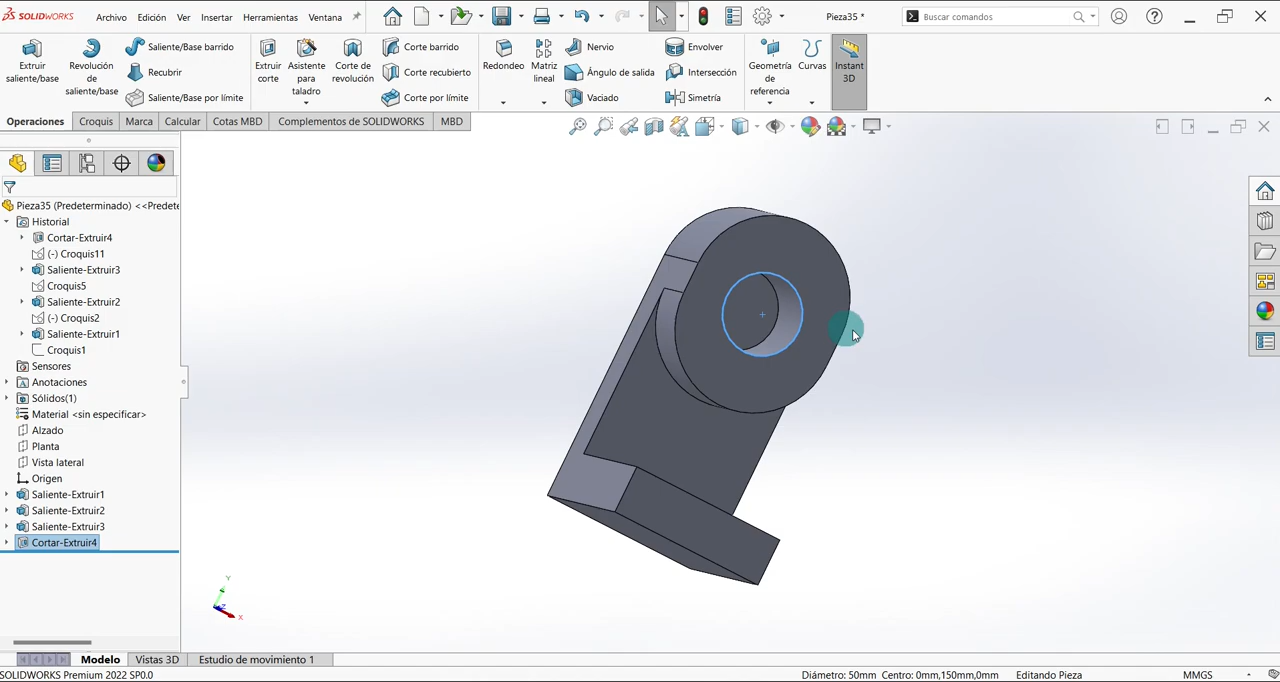 SOLIDWORKS Archivo Edición Ver Insertar Herramientas Ventana Pieza35 * Buscar comandos
Extruir saliente/base
Revolución de saliente/base
Saliente/Base barrido
Recubrir
Saliente/Base por límite
Extruir corte
Asistente para taladro
Corte de revolución
Corte barrido
Corte recubierto
Corte por límite
Redondeo
Matriz lineal
Nervio
Ángulo de salida
Vaciado
Envolver
Intersección
Simetría
Geometría de referencia
Curvas
Instant 3D
Operaciones Croquis Marca Calcular Cotas MBD Complementos de SOLIDWORKS MBD
Pieza35 (Predeterminado) <<Predete
Historial
Cortar-Extruir4
(-) Croquis11
Saliente-Extruir3
Croquis5
Saliente-Extruir2
(-) Croquis2
Saliente-Extruir1
Croquis1
Sensores
Anotaciones
Sólidos(1)
Material <sin especificar>
Alzado
Planta
Vista lateral
Origen
Saliente-Extruir1
Saliente-Extruir2
Saliente-Extruir3
Cortar-Extruir4
Y
Z
X
Modelo Vistas 3D Estudio de movimiento 1
SOLIDWORKS Premium 2022 SP0.0 Diámetro: 50mm Centro: 0mm,150mm,0mm Editando Pieza MMGS